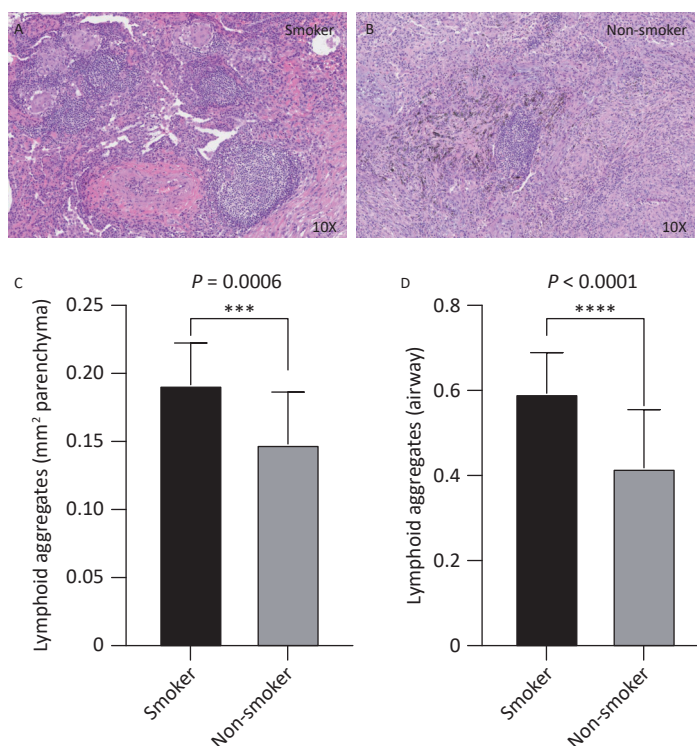 A
Smoker
10X
B
Non-smoker
10X
C
P = 0.0006
***
Lymphoid aggregates (mm² parenchyma)
0.25
0.20
0.15
0.10
0.05
0
Smoker
Non-smoker
D
P < 0.0001
****
Lymphoid aggregates (airway)
0.8
0.6
0.4
0.2
0
Smoker
Non-smoker